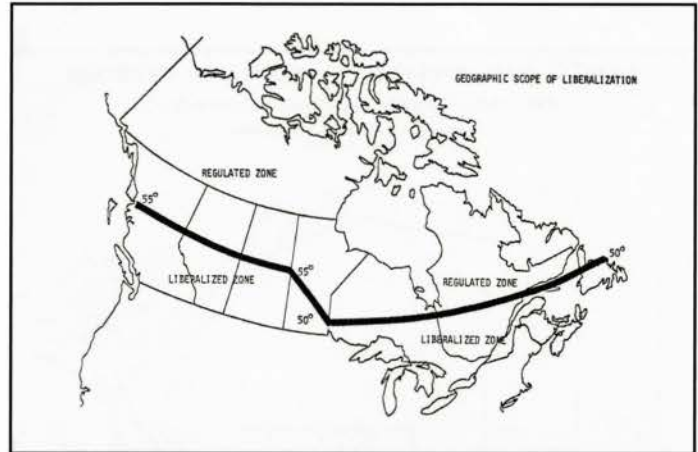 GEOGRAPHIC SCOPE OF LIBERALIZATION
REGULATED ZONE
55°
50°
LIBERALIZED ZONE
55°
REGULATED ZONE
50°
LIBERALIZED ZONE